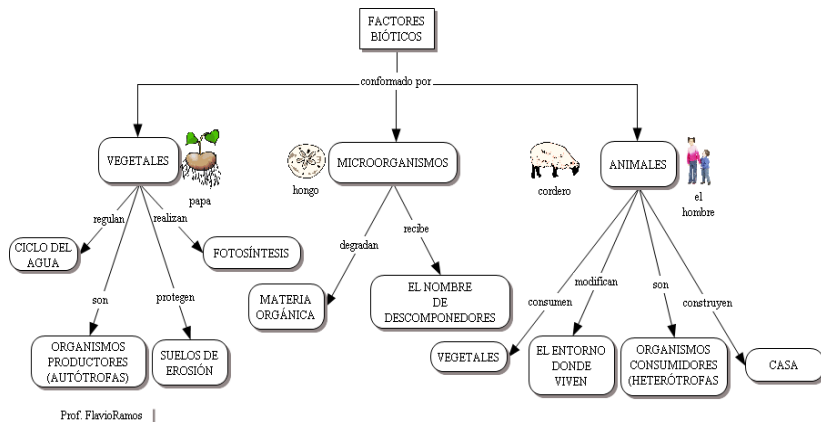 FACTORES
BIÓTICOS
conformado por
VEGETALES
papa
hongo
MICROORGANISMOS
cordero
ANIMALES
el
hombre
regulan
realizan
CICLO DEL
AGUA
FOTOSÍNTESIS
son
protegen
ORGANISMOS
PRODUCTORES
(AUTÓTROFAS)
SUELOS DE
EROSIÓN
degradan
recibe
MATERIA
ORGÁNICA
EL NOMBRE
DE
DESCOMPONEDORES
consumen
modifican
son
construyen
VEGETALES
EL ENTORNO
DONDE
VIVEN
ORGANISMOS
CONSUMIDORES
(HETERÓTROFAS
CASA
Prof. FlavioRamos